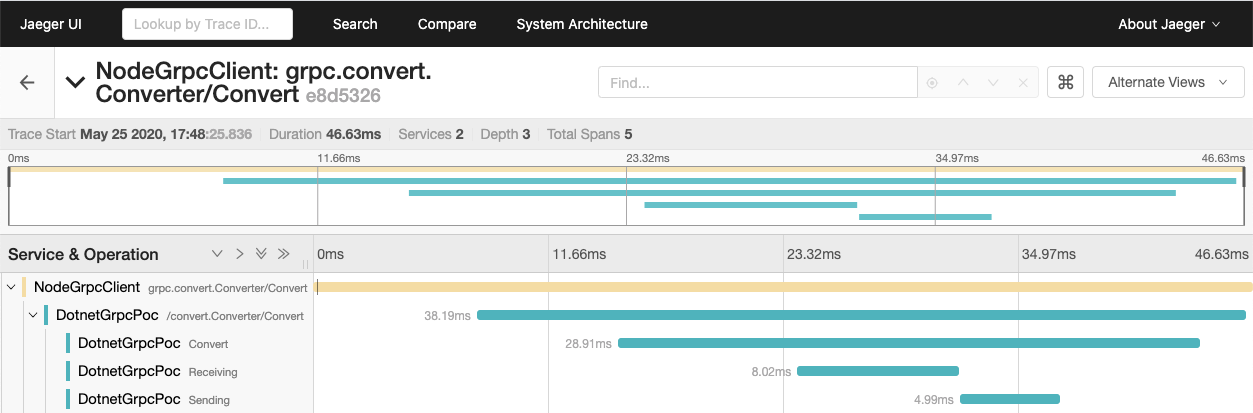 Jaeger UI Lookup by Trace ID... Search Compare System Architecture About Jaeger
NodeGrpcClient: grpc.convert.
Converter/Convert e8d5326
Find...
⌘
Alternate Views
Trace Start May 25 2020, 17:48:25.836 Duration 46.63ms Services 2 Depth 3 Total Spans 5
0ms 11.66ms 23.32ms 34.97ms 46.63ms
Service & Operation 0ms 11.66ms 23.32ms 34.97ms 46.63ms
NodeGrpcClient grpc.convert.Converter/Convert
DotnetGrpcPoc /convert.Converter/Convert 38.19ms
DotnetGrpcPoc Convert 28.91ms
DotnetGrpcPoc Receiving 8.02ms
DotnetGrpcPoc Sending 4.99ms